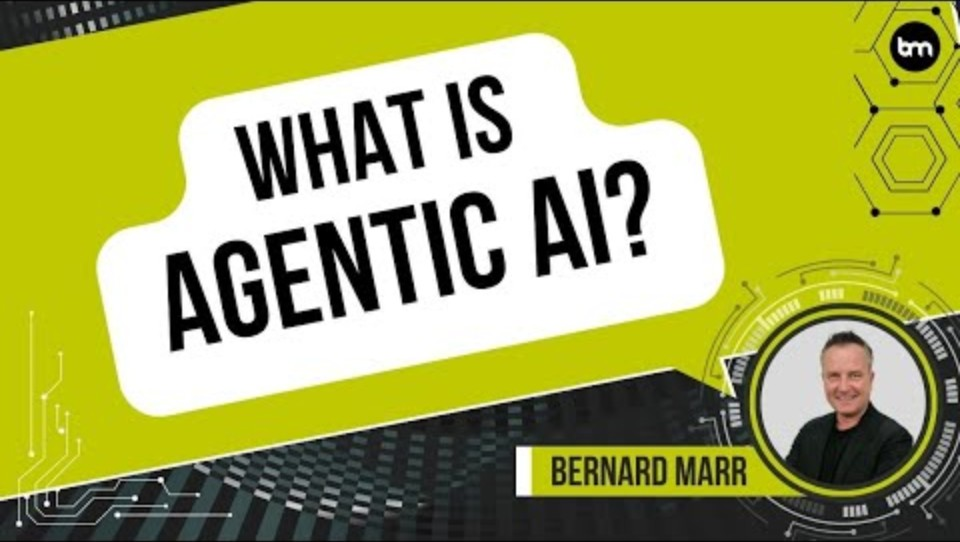 bm
WHAT IS
AGENTIC AI?
BERNARD MARR